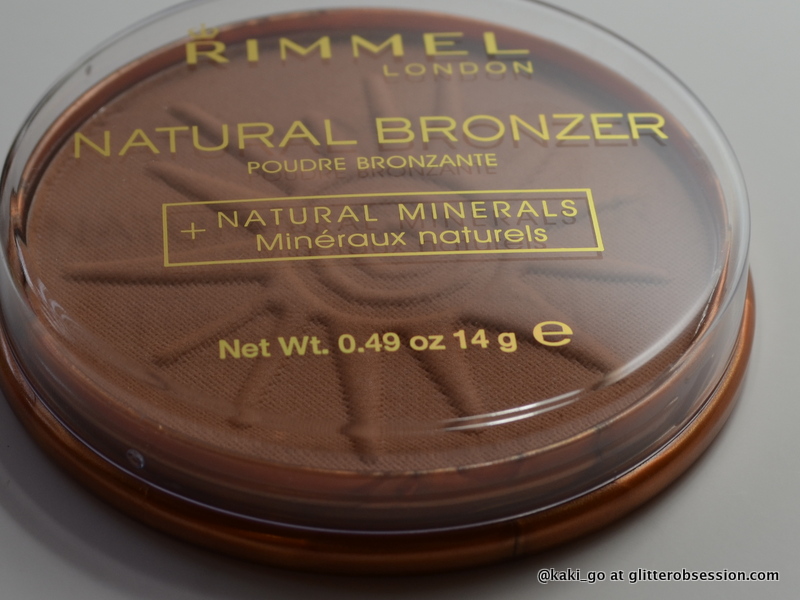 RIMMEL
LONDON
NATURAL BRONZER
POUDRE BRONZANTE
+ NATURAL MINERALS
Minéraux naturels
Net Wt. 0.49 oz 14 g ℮
@kaki_go at glitterobsession.com